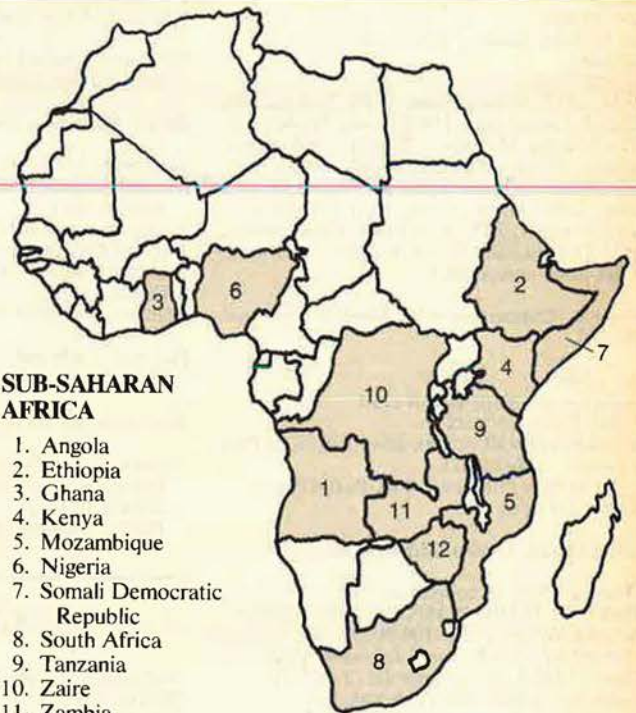 3
6
2
7
4
10
9
1
11
5
12
8
SUB-SAHARAN
AFRICA
1. Angola
2. Ethiopia
3. Ghana
4. Kenya
5. Mozambique
6. Nigeria
7. Somali Democratic
Republic
8. South Africa
9. Tanzania
10. Zaire
11. Zambia